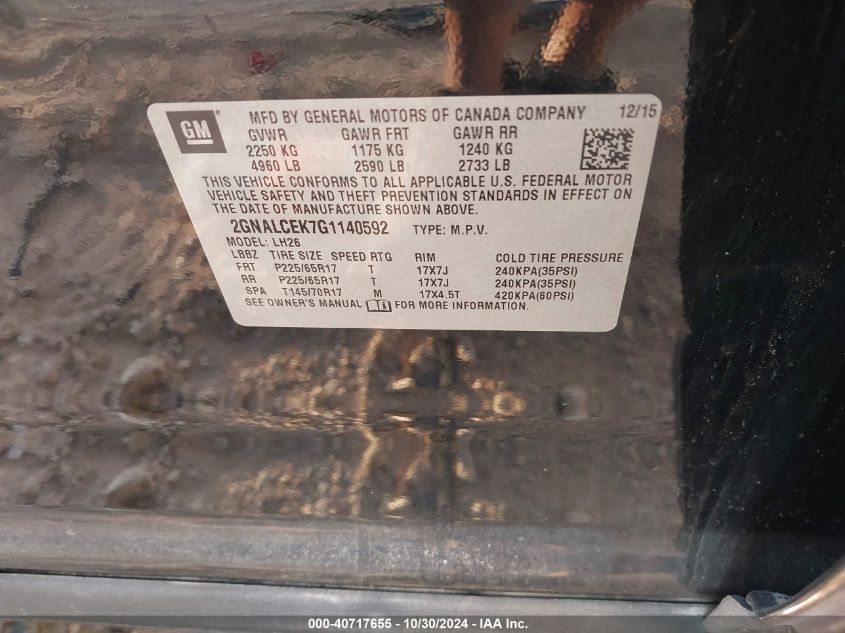 GM
MFD BY GENERAL MOTORS OF CANADA COMPANY 12/15
GVWR GAWR FRT GAWR RR
2250 KG 1175 KG 1240 KG
4960 LB 2590 LB 2733 LB
THIS VEHICLE CONFORMS TO ALL APPLICABLE U.S. FEDERAL MOTOR
VEHICLE SAFETY AND THEFT PREVENTION STANDARDS IN EFFECT ON
THE DATE OF MANUFACTURE SHOWN ABOVE.
2GNALCEK7G1140592 TYPE: M.P.V.
MODEL: LH26
LBBZ TIRE SIZE SPEED RTG RIM COLD TIRE PRESSURE
FRT P225/65R17 T 17X7J 240KPA(35PSI)
RR P225/65R17 T 17X7J 240KPA(35PSI)
SPA T145/70R17 M 17X4.5T 420KPA(60PSI)
SEE OWNER'S MANUAL FOR MORE INFORMATION.
000-40717655 - 10/30/2024 - IAA Inc.